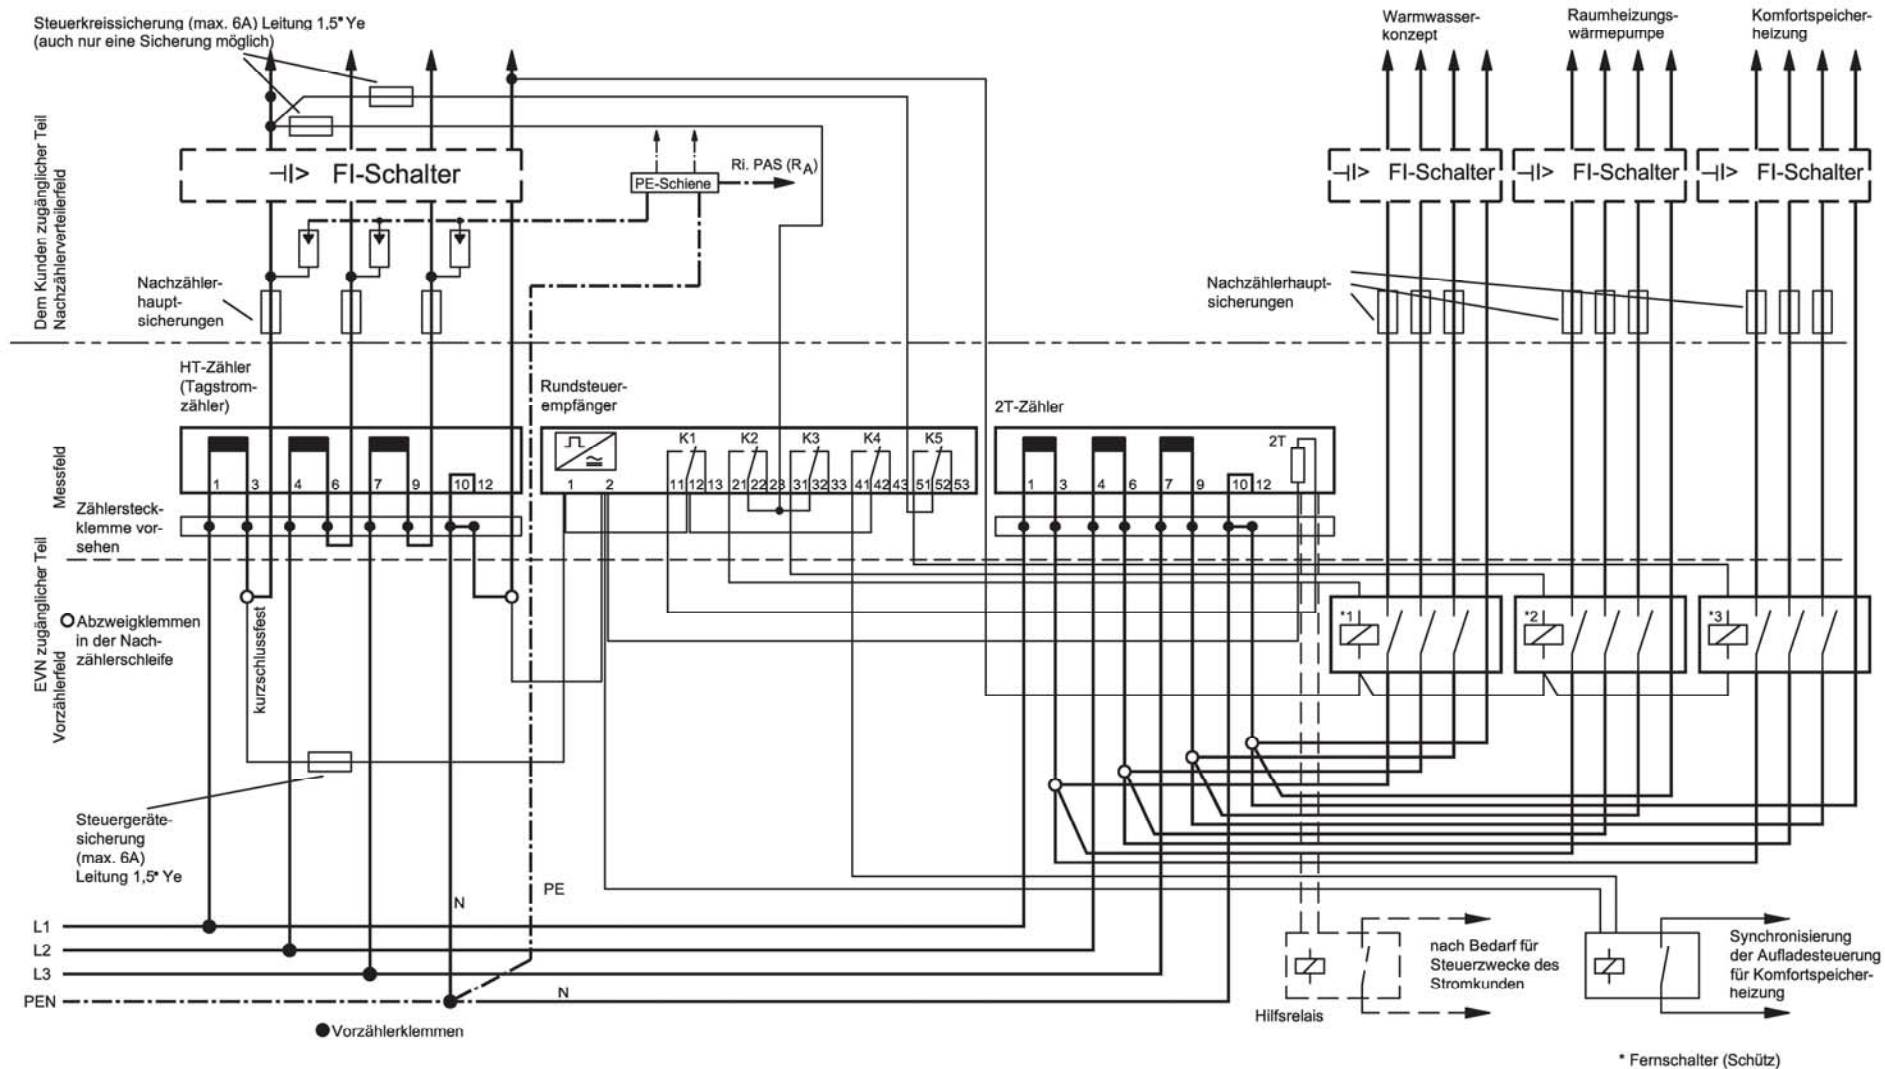 Steuerkreissicherung (max. 6A) Leitung 1,5² Ye
(auch nur eine Sicherung möglich)
Warmwasser-
konzept
Raumheizungs-
wärmepumpe
Komfortspeicher-
heizung
Dem Kunden zugänglicher Teil
Nachzählerverteilerfeld
FI-Schalter
PE-Schiene
Ri. PAS (RA)
FI-Schalter
FI-Schalter
FI-Schalter
Nachzähler-
haupt-
sicherungen
Nachzählerhaupt-
sicherungen
HT-Zähler
(Tagstrom-
zähler)
Rundsteuer-
empfänger
2T-Zähler
Messfeld
1 3 4 6 7 9 10 12
K1 K2 K3 K4 K5
1 2 11 12 13 21 22 23 31 32 33 41 42 43 51 52 53
2T
1 3 4 6 7 9 10 12
Zählersteck-
klemme vor-
sehen
EVN zugänglicher Teil
Vorzählerfeld
Abzweigklemmen
in der Nach-
zählerschleife
kurzschlussfest
*1
*2
*3
Steuergeräte-
sicherung
(max. 6A)
Leitung 1,5² Ye
N
PE
L1
L2
L3
PEN
N
Vorzählerklemmen
Hilfsrelais
nach Bedarf für
Steuerzwecke des
Stromkunden
Synchronisierung
der Aufladesteuerung
für Komfortspeicher-
heizung
* Fernschalter (Schütz)